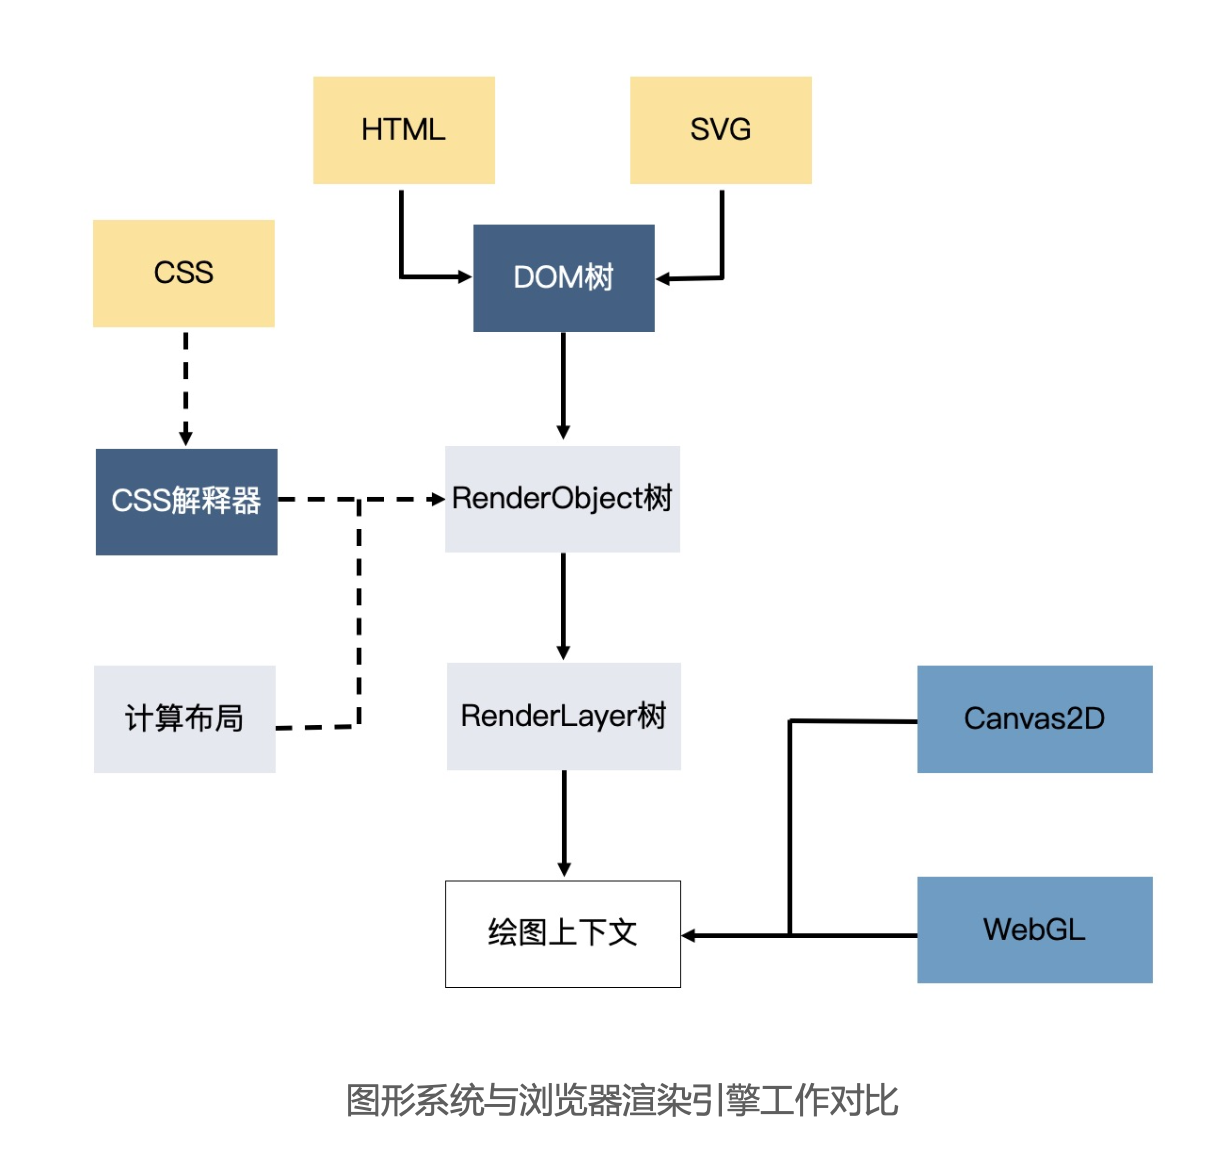 HTML
SVG
CSS
DOM树
CSS解释器
RenderObject树
计算布局
RenderLayer树
Canvas2D
绘图上下文
WebGL
图形系统与浏览器渲染引擎工作对比